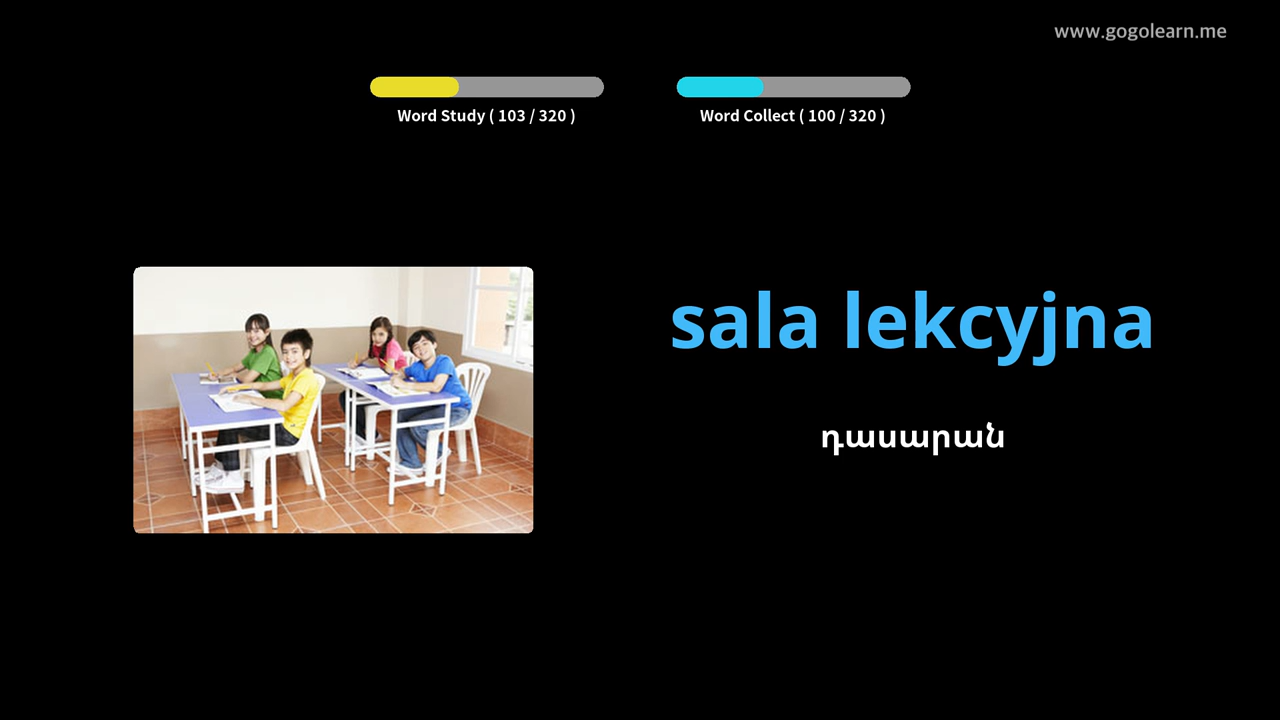 www.gogolearn.me
Word Study ( 103 / 320 )
Word Collect ( 100 / 320 )
sala lekcyjna
դասարան